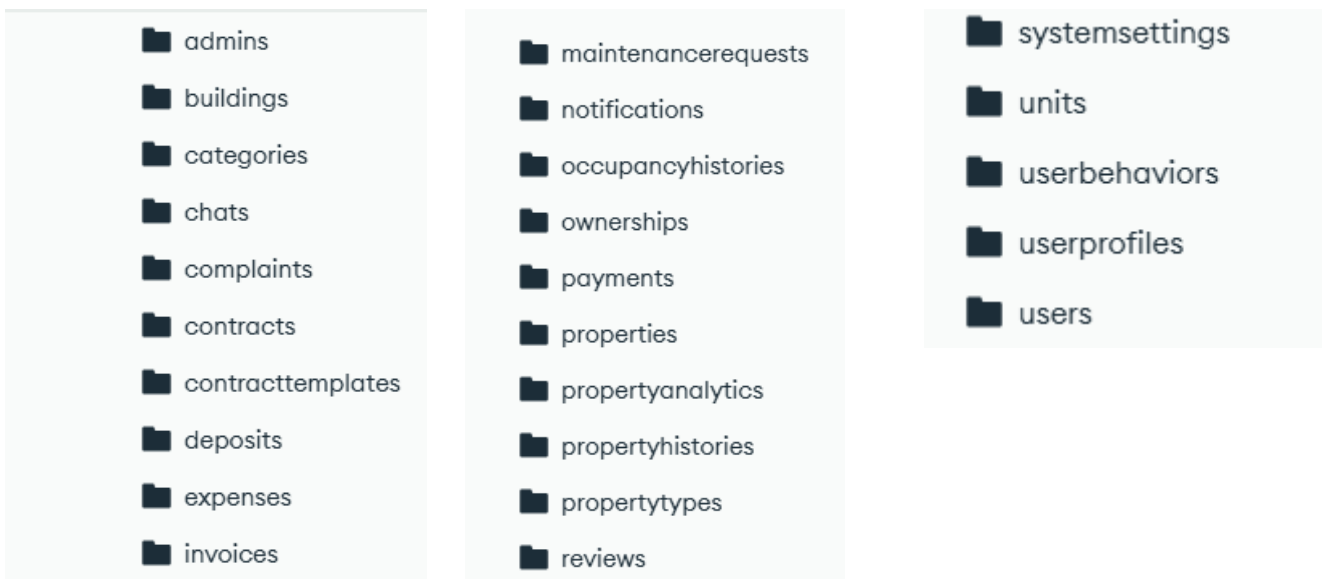 admins
buildings
categories
chats
complaints
contracts
contracttemplates
deposits
expenses
invoices
maintenancerequests
notifications
occupancyhistories
ownerships
payments
properties
propertyanalytics
propertyhistories
propertytypes
reviews
systemsettings
units
userbehaviors
userprofiles
users